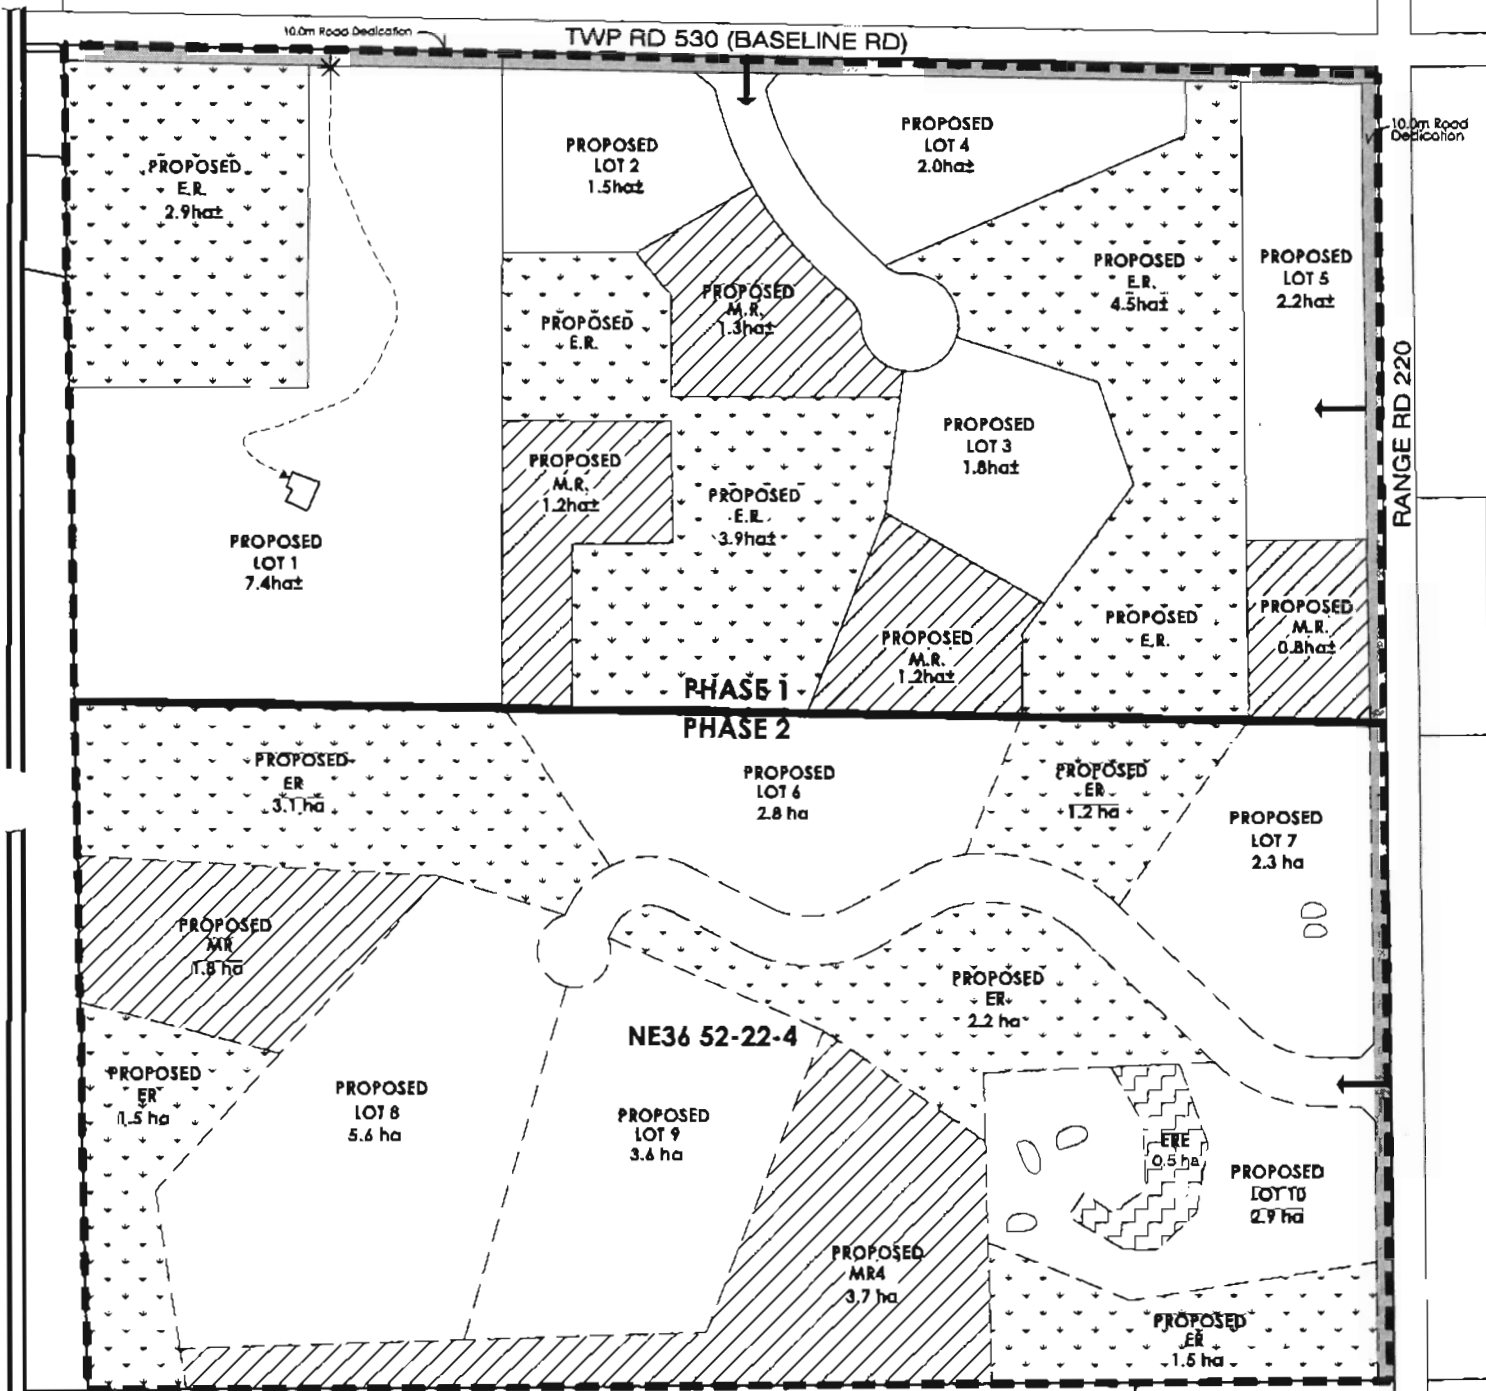 10.0m Road Dedication
TWP RD 530 (BASELINE RD)
10.0m Road
Dedication
RANGE RD 220
PROPOSED
E.R.
2.9ha±
PROPOSED
LOT 2
1.5ha±
PROPOSED
LOT 4
2.0ha±
PROPOSED
E.R.
4.5ha±
PROPOSED
LOT 5
2.2ha±
PROPOSED
M.R.
1.3ha±
PROPOSED
E.R.
PROPOSED
LOT 3
1.8ha±
PROPOSED
M.R.
1.2ha±
PROPOSED
E.R.
3.9ha±
PROPOSED
LOT 1
7.4ha±
PROPOSED
M.R.
1.2ha±
PROPOSED
E.R.
PROPOSED
M.R.
0.8ha±
PHASE 1
PHASE 2
PROPOSED
ER
3.1 ha
PROPOSED
LOT 6
2.8 ha
PROPOSED
ER
1.2 ha
PROPOSED
LOT 7
2.3 ha
PROPOSED
MR
1.8 ha
PROPOSED
ER
2.2 ha
NE36 52-22-4
PROPOSED
ER
1.5 ha
PROPOSED
LOT 8
5.6 ha
PROPOSED
LOT 9
3.6 ha
ERE
0.5 ha
PROPOSED
LOT 10
2.9 ha
PROPOSED
MR4
3.7 ha
PROPOSED
ER
1.5 ha